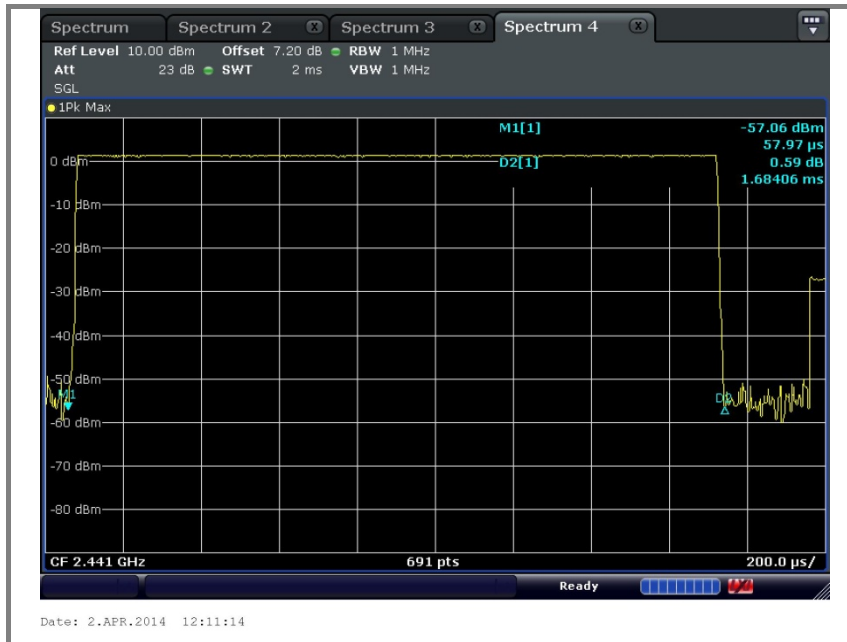 Spectrum Spectrum 2 X Spectrum 3 X Spectrum 4 X
Ref Level 10.00 dBm Offset 7.20 dB RBW 1 MHz
Att 23 dB SWT 2 ms VBW 1 MHz
SGL
1Pk Max
M1[1] -57.06 dBm
57.97 µs
0 dBm D2[1] 0.59 dB
1.68406 ms
-10 dBm
-20 dBm
-30 dBm
-40 dBm
-50 dBm
M1
-60 dBm
-70 dBm
-80 dBm
CF 2.441 GHz 691 pts 200.0 µs/
Ready
Date: 2.APR.2014 12:11:14